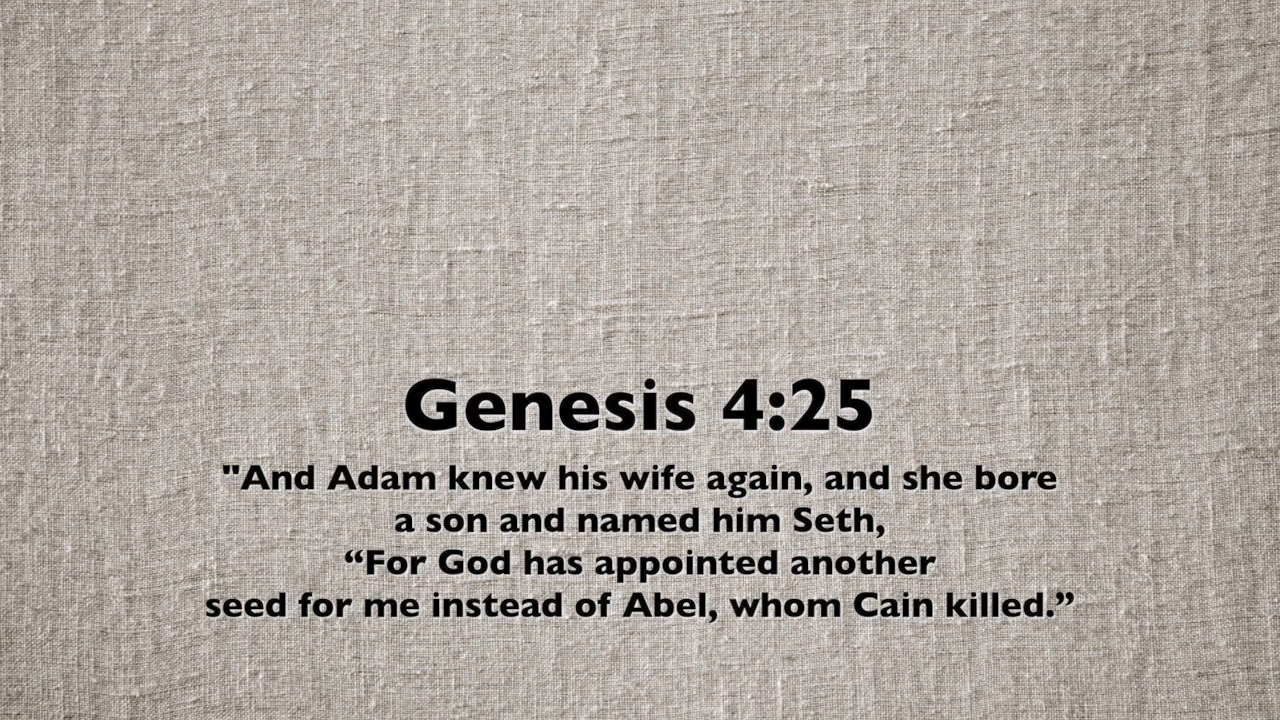 Genesis 4:25
"And Adam knew his wife again, and she bore
a son and named him Seth,
“For God has appointed another
seed for me instead of Abel, whom Cain killed.”